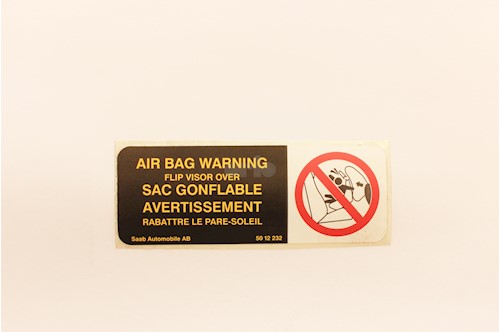 AIR BAG WARNING
FLIP VISOR OVER
SAC GONFLABLE
AVERTISSEMENT
RABATTRE LE PARE-SOLEIL
Saab Automobile AB 50 12 232